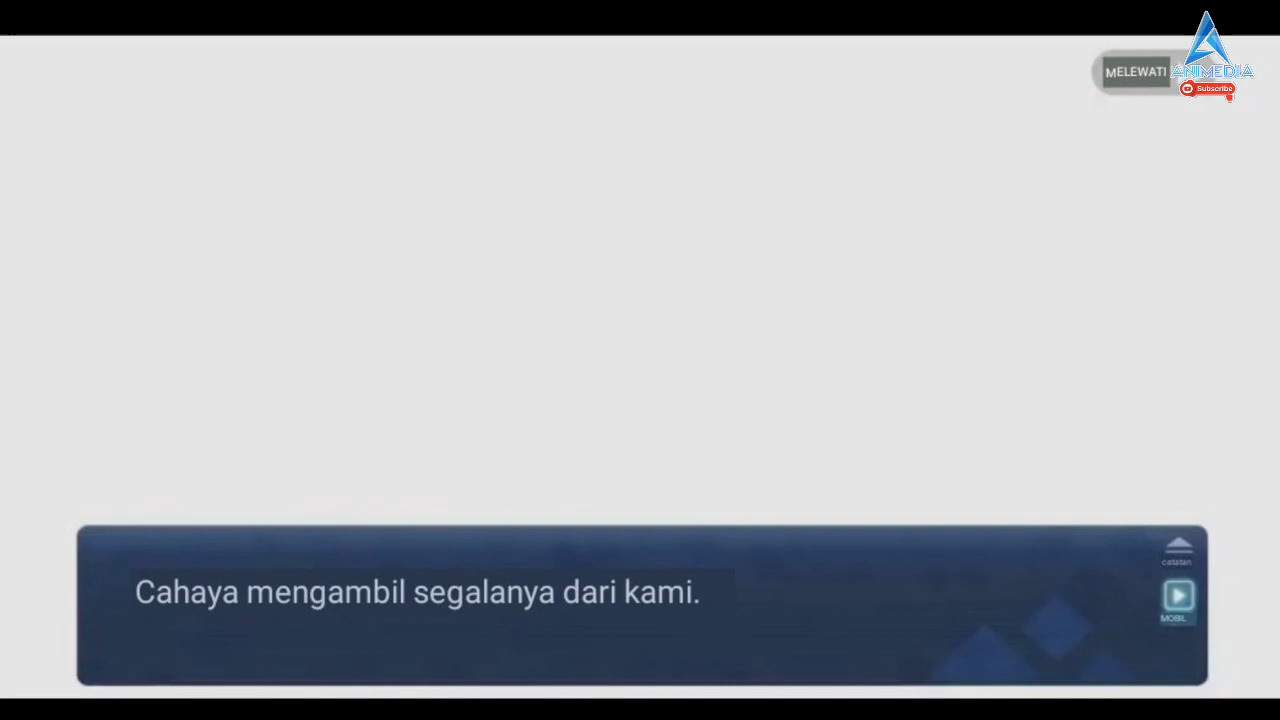 MELEWATI
ANIMEDIA
Subscribe
catatan
Cahaya mengambil segalanya dari kami.
MOBIL